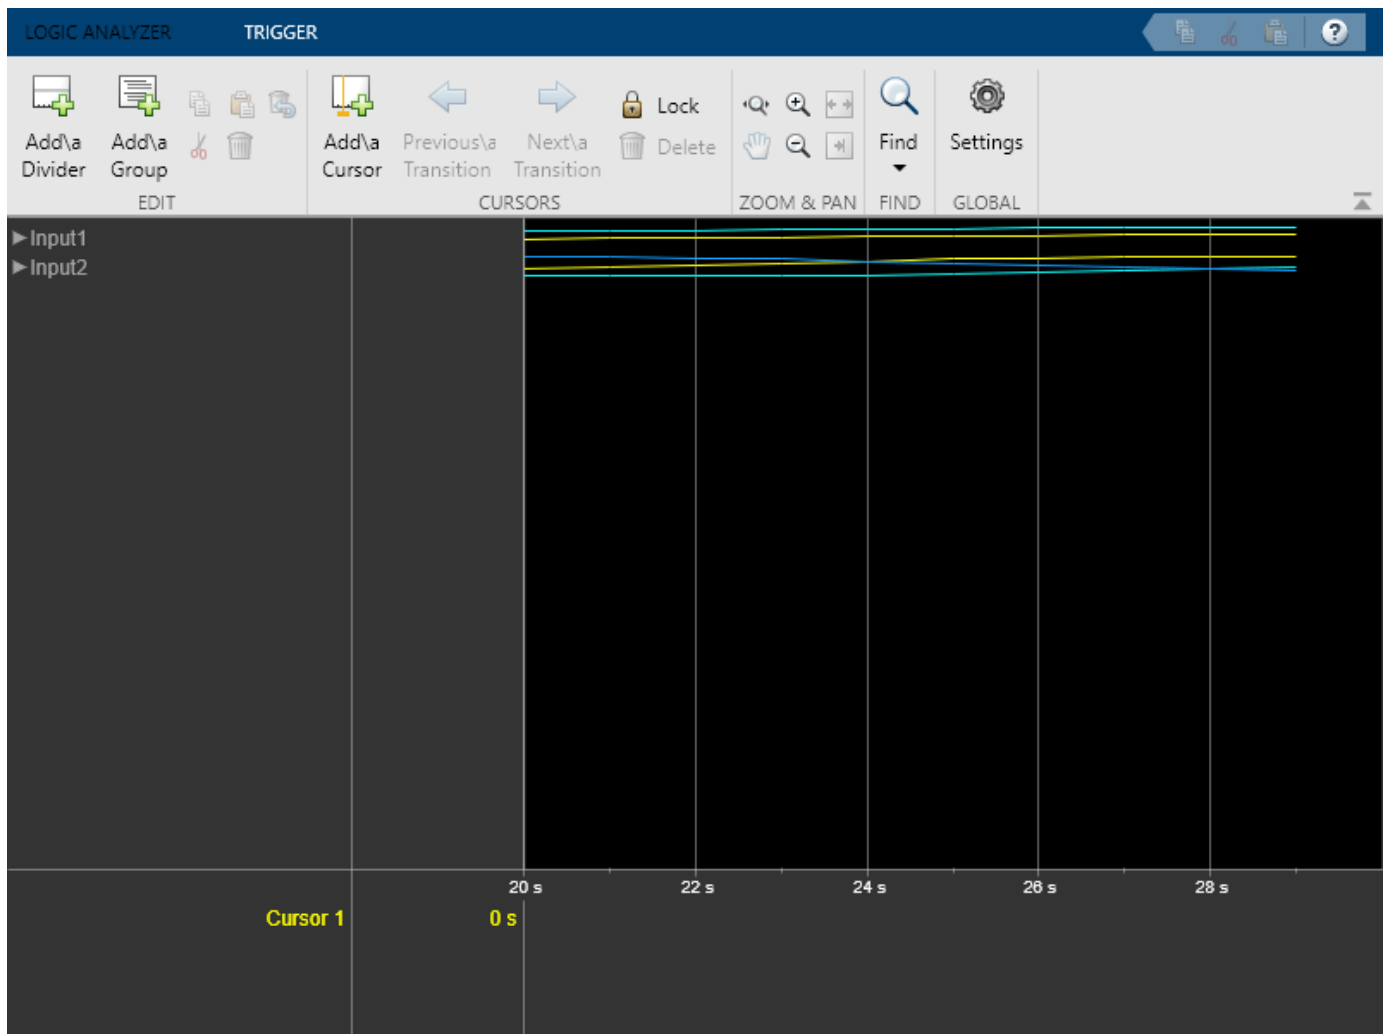 LOGIC ANALYZER TRIGGER ?
Add\a Add\a Add\a Previous\a Next\a Lock Find Settings
Divider Group Cursor Transition Transition Delete
EDIT CURSORS ZOOM & PAN FIND GLOBAL
Input1
Input2
20 s 22 s 24 s 26 s 28 s
Cursor 1 0 s